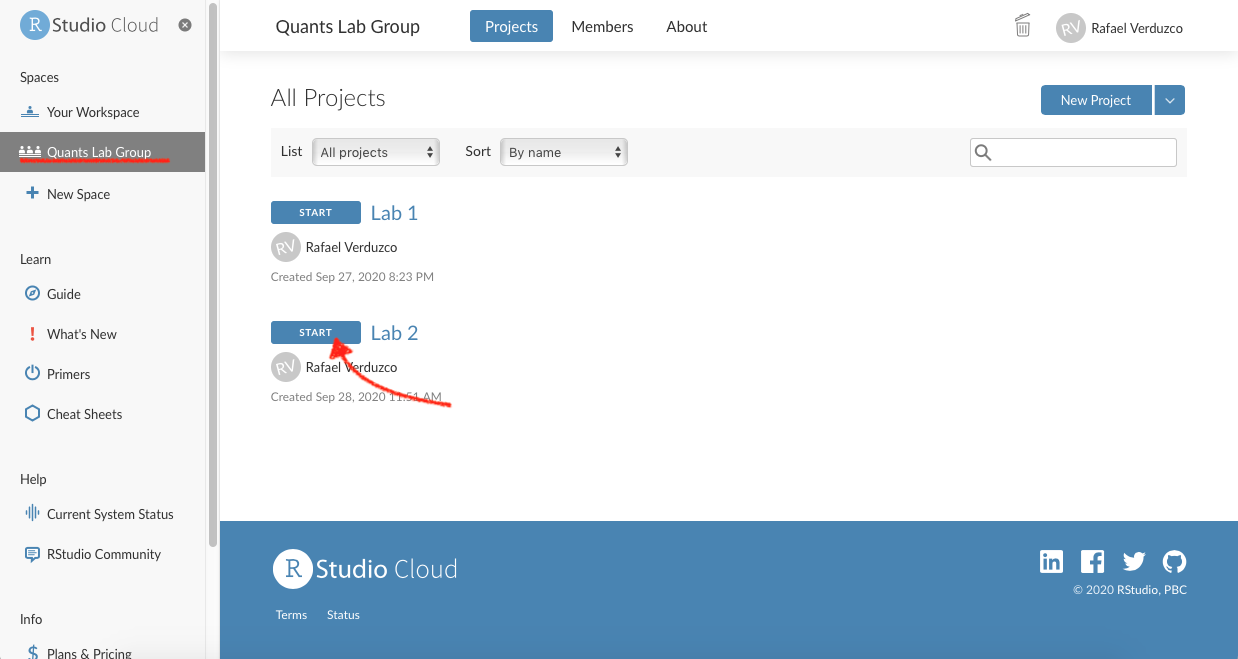 R Studio Cloud
Spaces
Your Workspace
Quants Lab Group
New Space
Learn
Guide
What's New
Primers
Cheat Sheets
Help
Current System Status
RStudio Community
Info
$ Plans & Pricing
Quants Lab Group
Projects
Members
About
RV Rafael Verduzco
All Projects
New Project
List All projects Sort By name
START Lab 1
RV Rafael Verduzco
Created Sep 27, 2020 8:23 PM
START Lab 2
RV Rafael Verduzco
Created Sep 28, 2020 11:51 AM
R Studio Cloud
Terms Status
in f
© 2020 RStudio, PBC